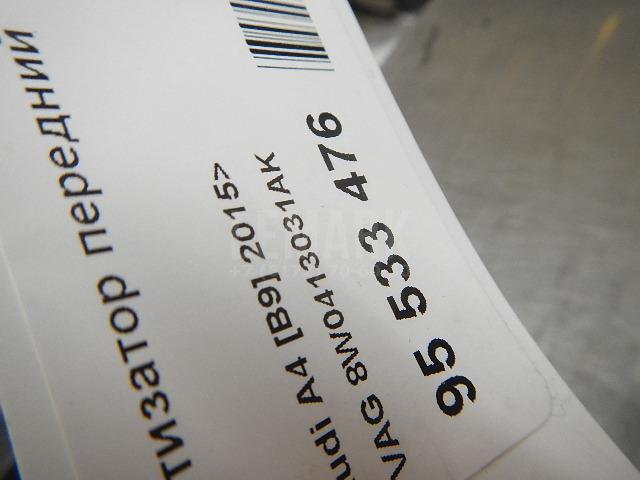 тизатор передний
udi A4 [B9] 2015>
VAG 8W0413031AK
95 533 476